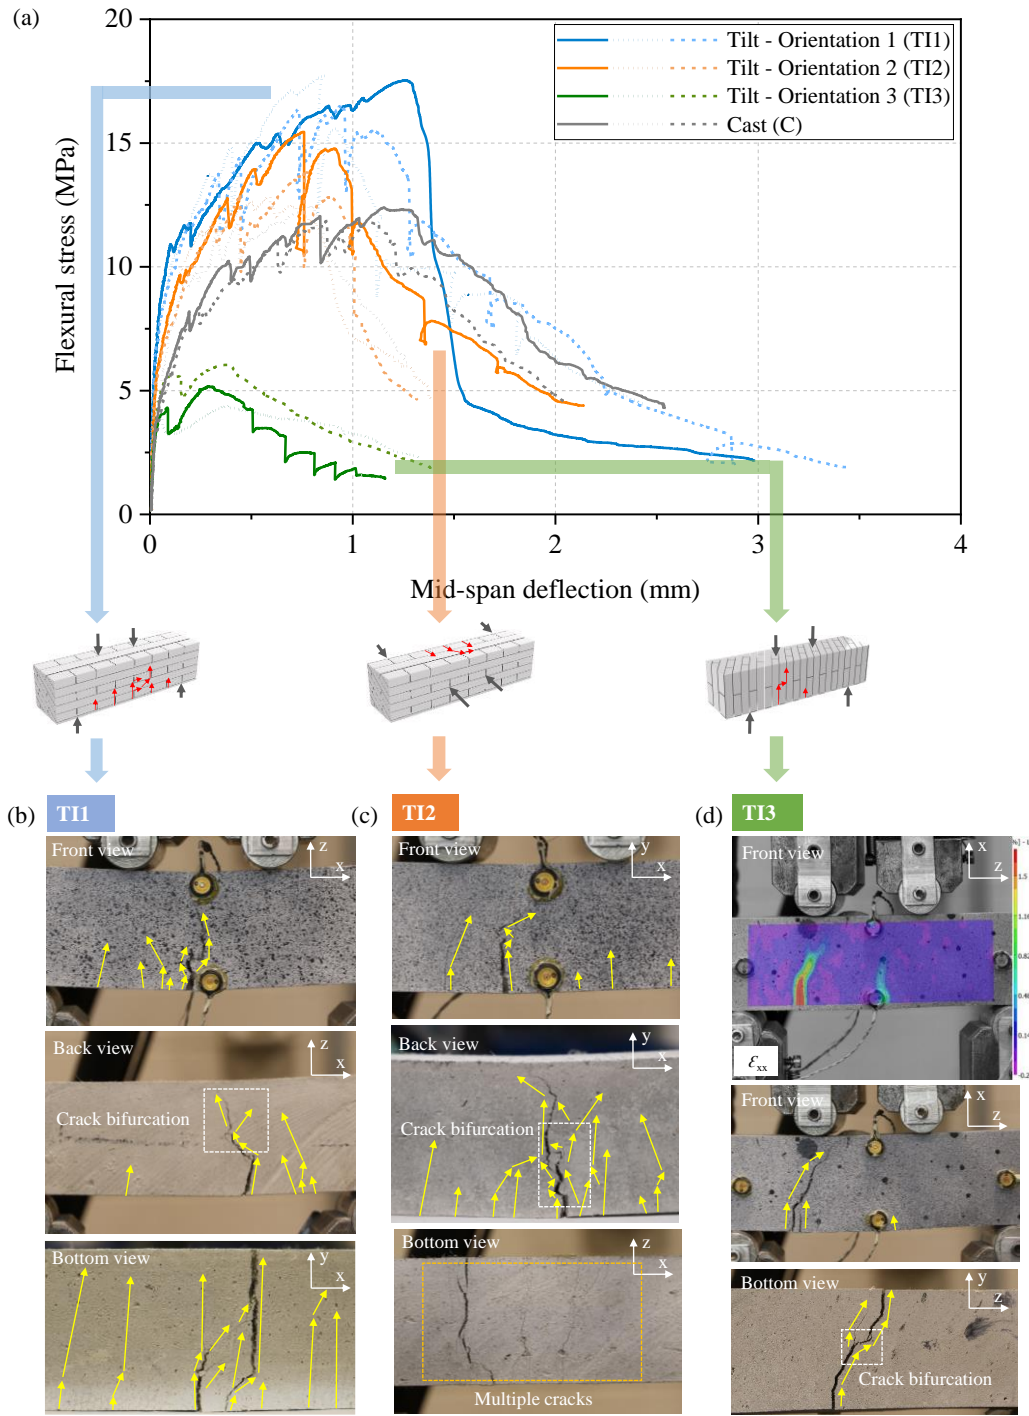 (a)
20
15
10
5
0
Flexural stress (MPa)
Tilt - Orientation 1 (TI1)
Tilt - Orientation 2 (TI2)
Tilt - Orientation 3 (TI3)
Cast (C)
0 1 2 3 4
Mid-span deflection (mm)
(b) TI1
Front view
z
x
Back view
z
x
Crack bifurcation
Bottom view
y
x
(c) TI2
Front view
y
x
Back view
y
x
Crack bifurcation
Bottom view
z
x
Multiple cracks
(d) TI3
Front view
x
z
1.5
εxx
Front view
x
z
Bottom view
y
z
Crack bifurcation